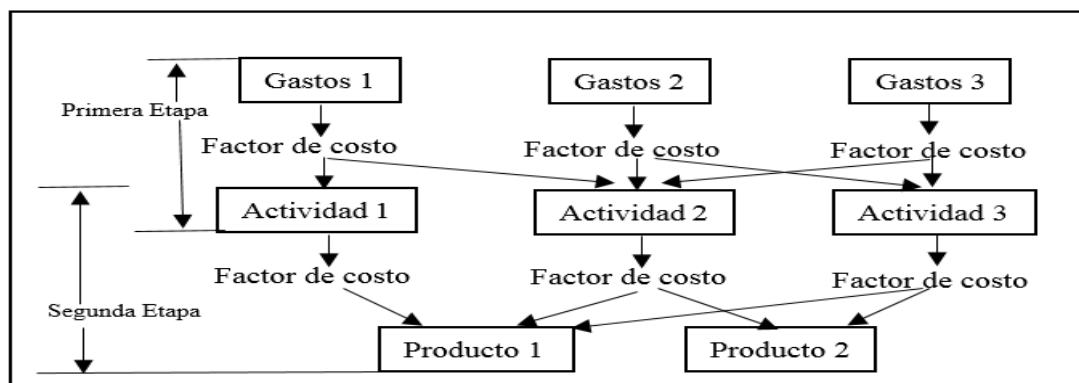 Gastos 1 Gastos 2 Gastos 3
Primera Etapa
Factor de costo Factor de costo Factor de costo
Actividad 1 Actividad 2 Actividad 3
Factor de costo Factor de costo Factor de costo
Segunda Etapa
Producto 1 Producto 2